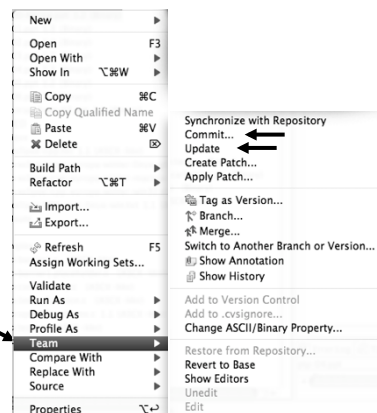 New
Open F3
Open With
Show In ⌥⌘W
Copy ⌘C
Copy Qualified Name
Paste ⌘V
Delete ⌦
Build Path
Refactor ⌥⌘T
Import...
Export...
Refresh F5
Assign Working Sets...
Validate
Run As
Debug As
Profile As
Team
Compare With
Replace With
Source
Properties ⌥↩
Synchronize with Repository
Commit...
Update
Create Patch...
Apply Patch...
Tag as Version...
Branch...
Merge...
Switch to Another Branch or Version...
Show Annotation
Show History
Add to Version Control
Add to .cvsignore...
Change ASCII/Binary Property...
Restore from Repository...
Revert to Base
Show Editors
Unedit
Edit